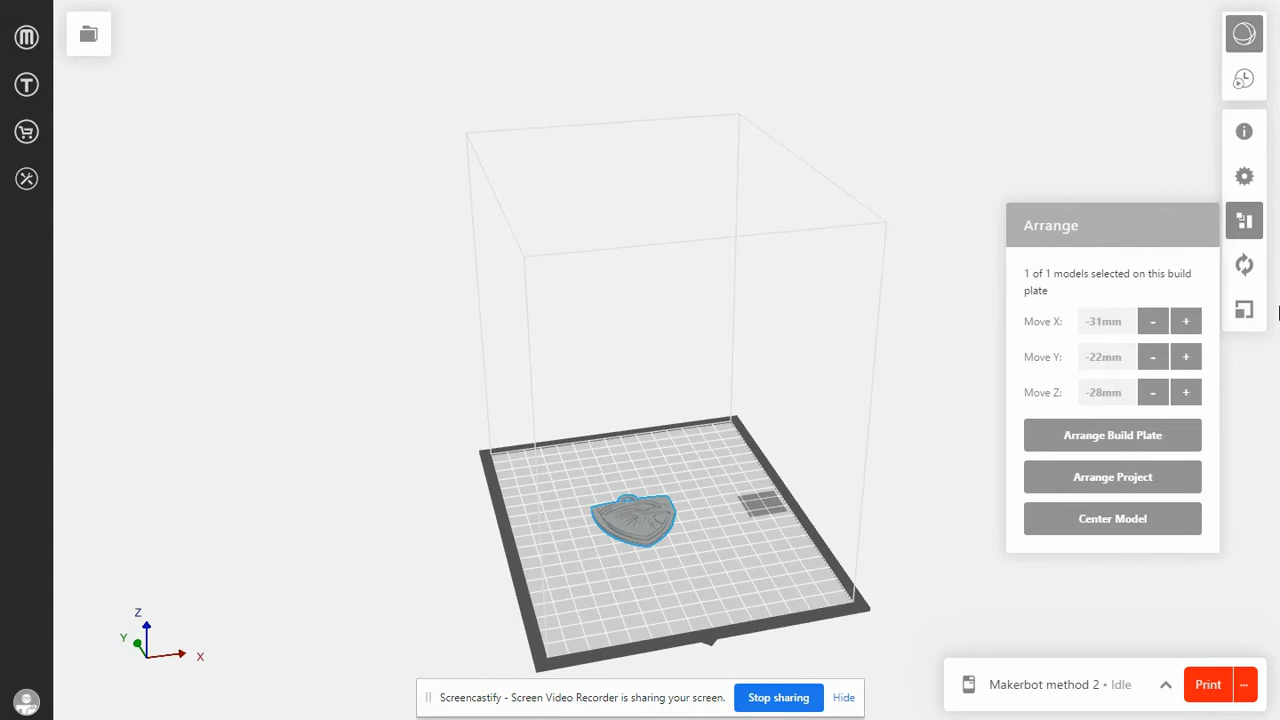 M
T
Arrange
1 of 1 models selected on this build
plate
Move X: -31mm - +
Move Y: -22mm - +
Move Z: -28mm - +
Arrange Build Plate
Arrange Project
Center Model
Z
Y
X
Screencastify - Screen Video Recorder is sharing your screen. Stop sharing Hide
Makerbot method 2 • Idle Print ...